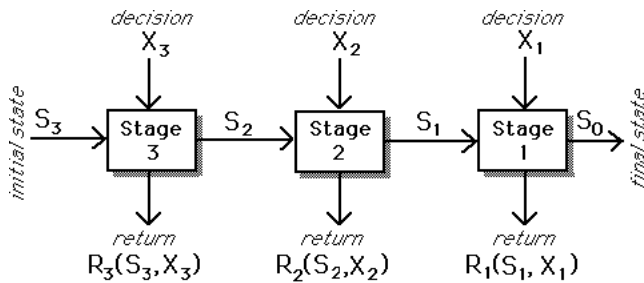 decision
decision
decision
X3
X2
X1
initial state
S3
Stage
3
S2
Stage
2
S1
Stage
1
S0
final state
return
return
return
R3(S3,X3)
R2(S2,X2)
R1(S1, X1)